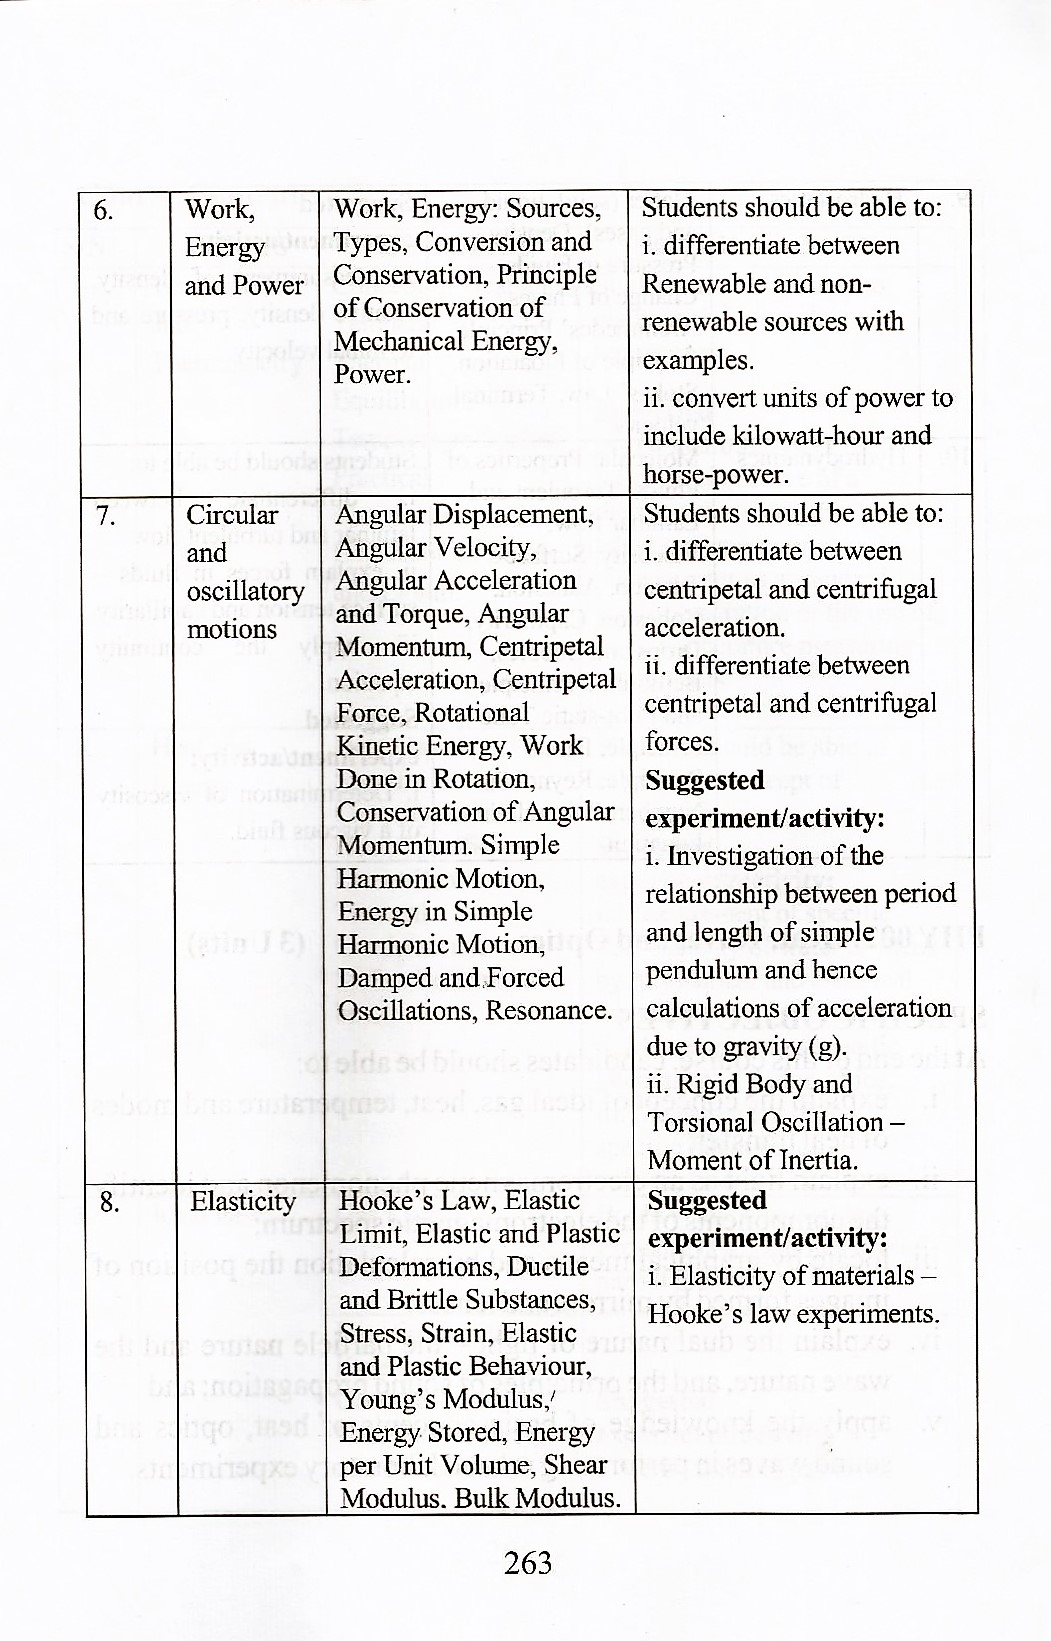 6.
Work,
Energy
and Power
Work, Energy: Sources,
Types, Conversion and
Conservation, Principle
of Conservation of
Mechanical Energy,
Power.
Students should be able to:
i. differentiate between
Renewable and non-
renewable sources with
examples.
ii. convert units of power to
include kilowatt-hour and
horse-power.
7.
Circular
and
oscillatory
motions
Angular Displacement,
Angular Velocity,
Angular Acceleration
and Torque, Angular
Momentum, Centripetal
Acceleration, Centripetal
Force, Rotational
Kinetic Energy, Work
Done in Rotation,
Conservation of Angular
Momentum. Simple
Harmonic Motion,
Energy in Simple
Harmonic Motion,
Damped and Forced
Oscillations, Resonance.
Students should be able to:
i. differentiate between
centripetal and centrifugal
acceleration.
ii. differentiate between
centripetal and centrifugal
forces.
Suggested
experiment/activity:
i. Investigation of the
relationship between period
and length of simple
pendulum and hence
calculations of acceleration
due to gravity (g).
ii. Rigid Body and
Torsional Oscillation –
Moment of Inertia.
8.
Elasticity
Hooke's Law, Elastic
Limit, Elastic and Plastic
Deformations, Ductile
and Brittle Substances,
Stress, Strain, Elastic
and Plastic Behaviour,
Young's Modulus,
Energy Stored, Energy
per Unit Volume, Shear
Modulus. Bulk Modulus.
Suggested
experiment/activity:
i. Elasticity of materials –
Hooke's law experiments.
263